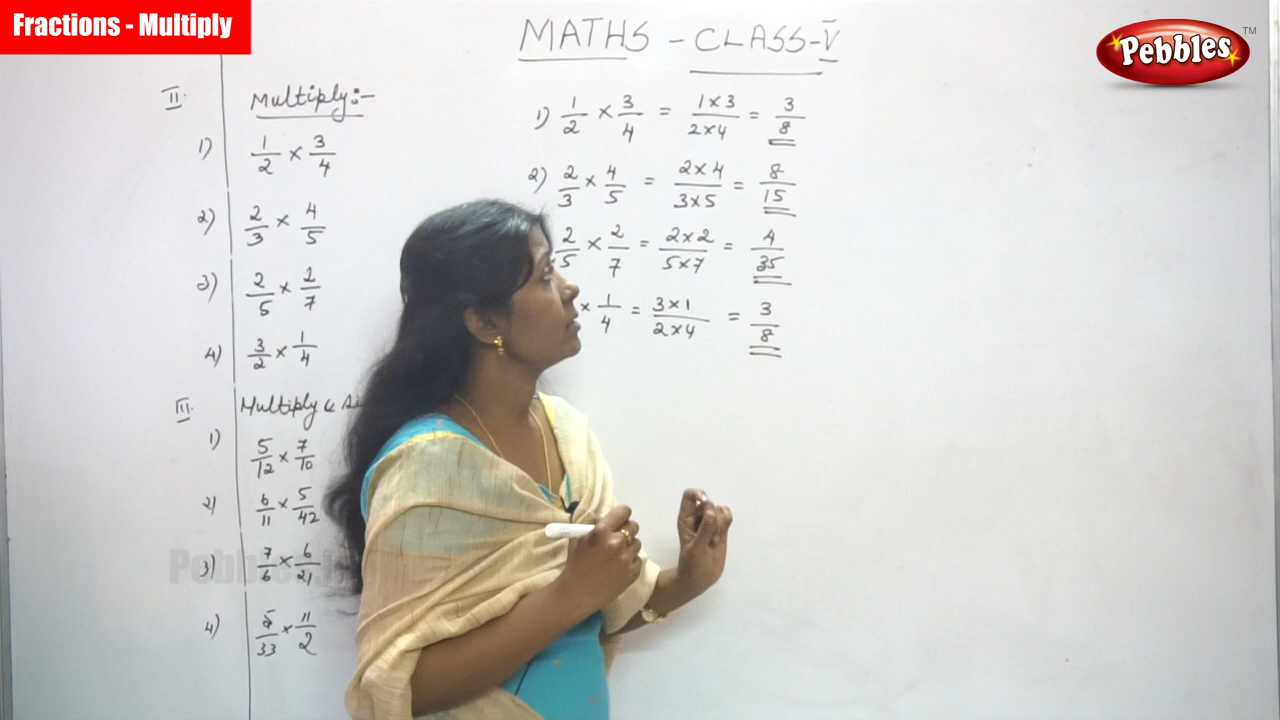 Fractions - Multiply
Pebbles TM
MATHS - CLASS-V
II. Multiply:-
1) 1/2 × 3/4
2) 2/3 × 4/5
3) 2/5 × 2/7
4) 3/2 × 1/4
III. Multiply &
1) 5/12 × 7/10
2) 6/11 × 5/42
3) 7/6 × 6/21
4) 5/33 × 11/2
1) 1/2 × 3/4 = 1×3/2×4 = 3/8
2) 2/3 × 4/5 = 2×4/3×5 = 8/15
2/5 × 2/7 = 2×2/5×7 = 4/35
× 1/4 = 3×1/2×4 = 3/8